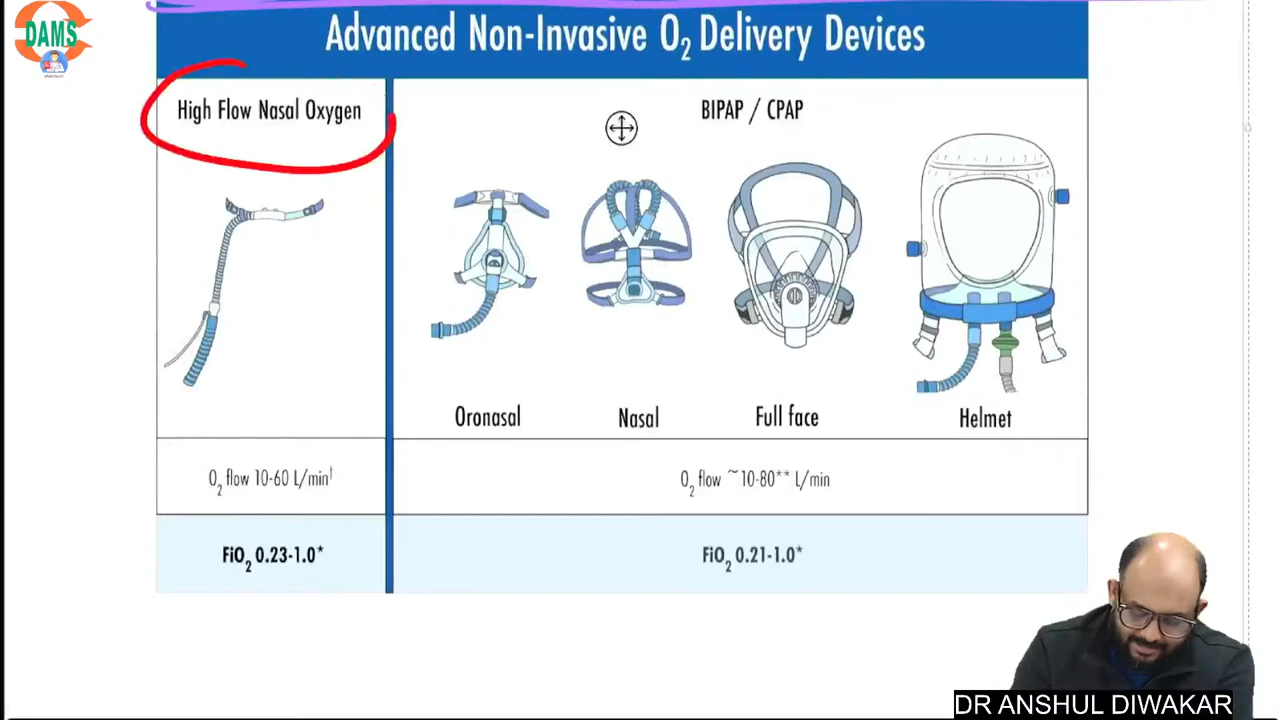 DAMS
Advanced Non-Invasive O₂ Delivery Devices
High Flow Nasal Oxygen
BIPAP / CPAP
Oronasal
Nasal
Full face
Helmet
O₂ flow 10-60 L/min†
O₂ flow ~10-80** L/min
FiO₂ 0.23-1.0*
FiO₂ 0.21-1.0*
DR ANSHUL DIWAKAR